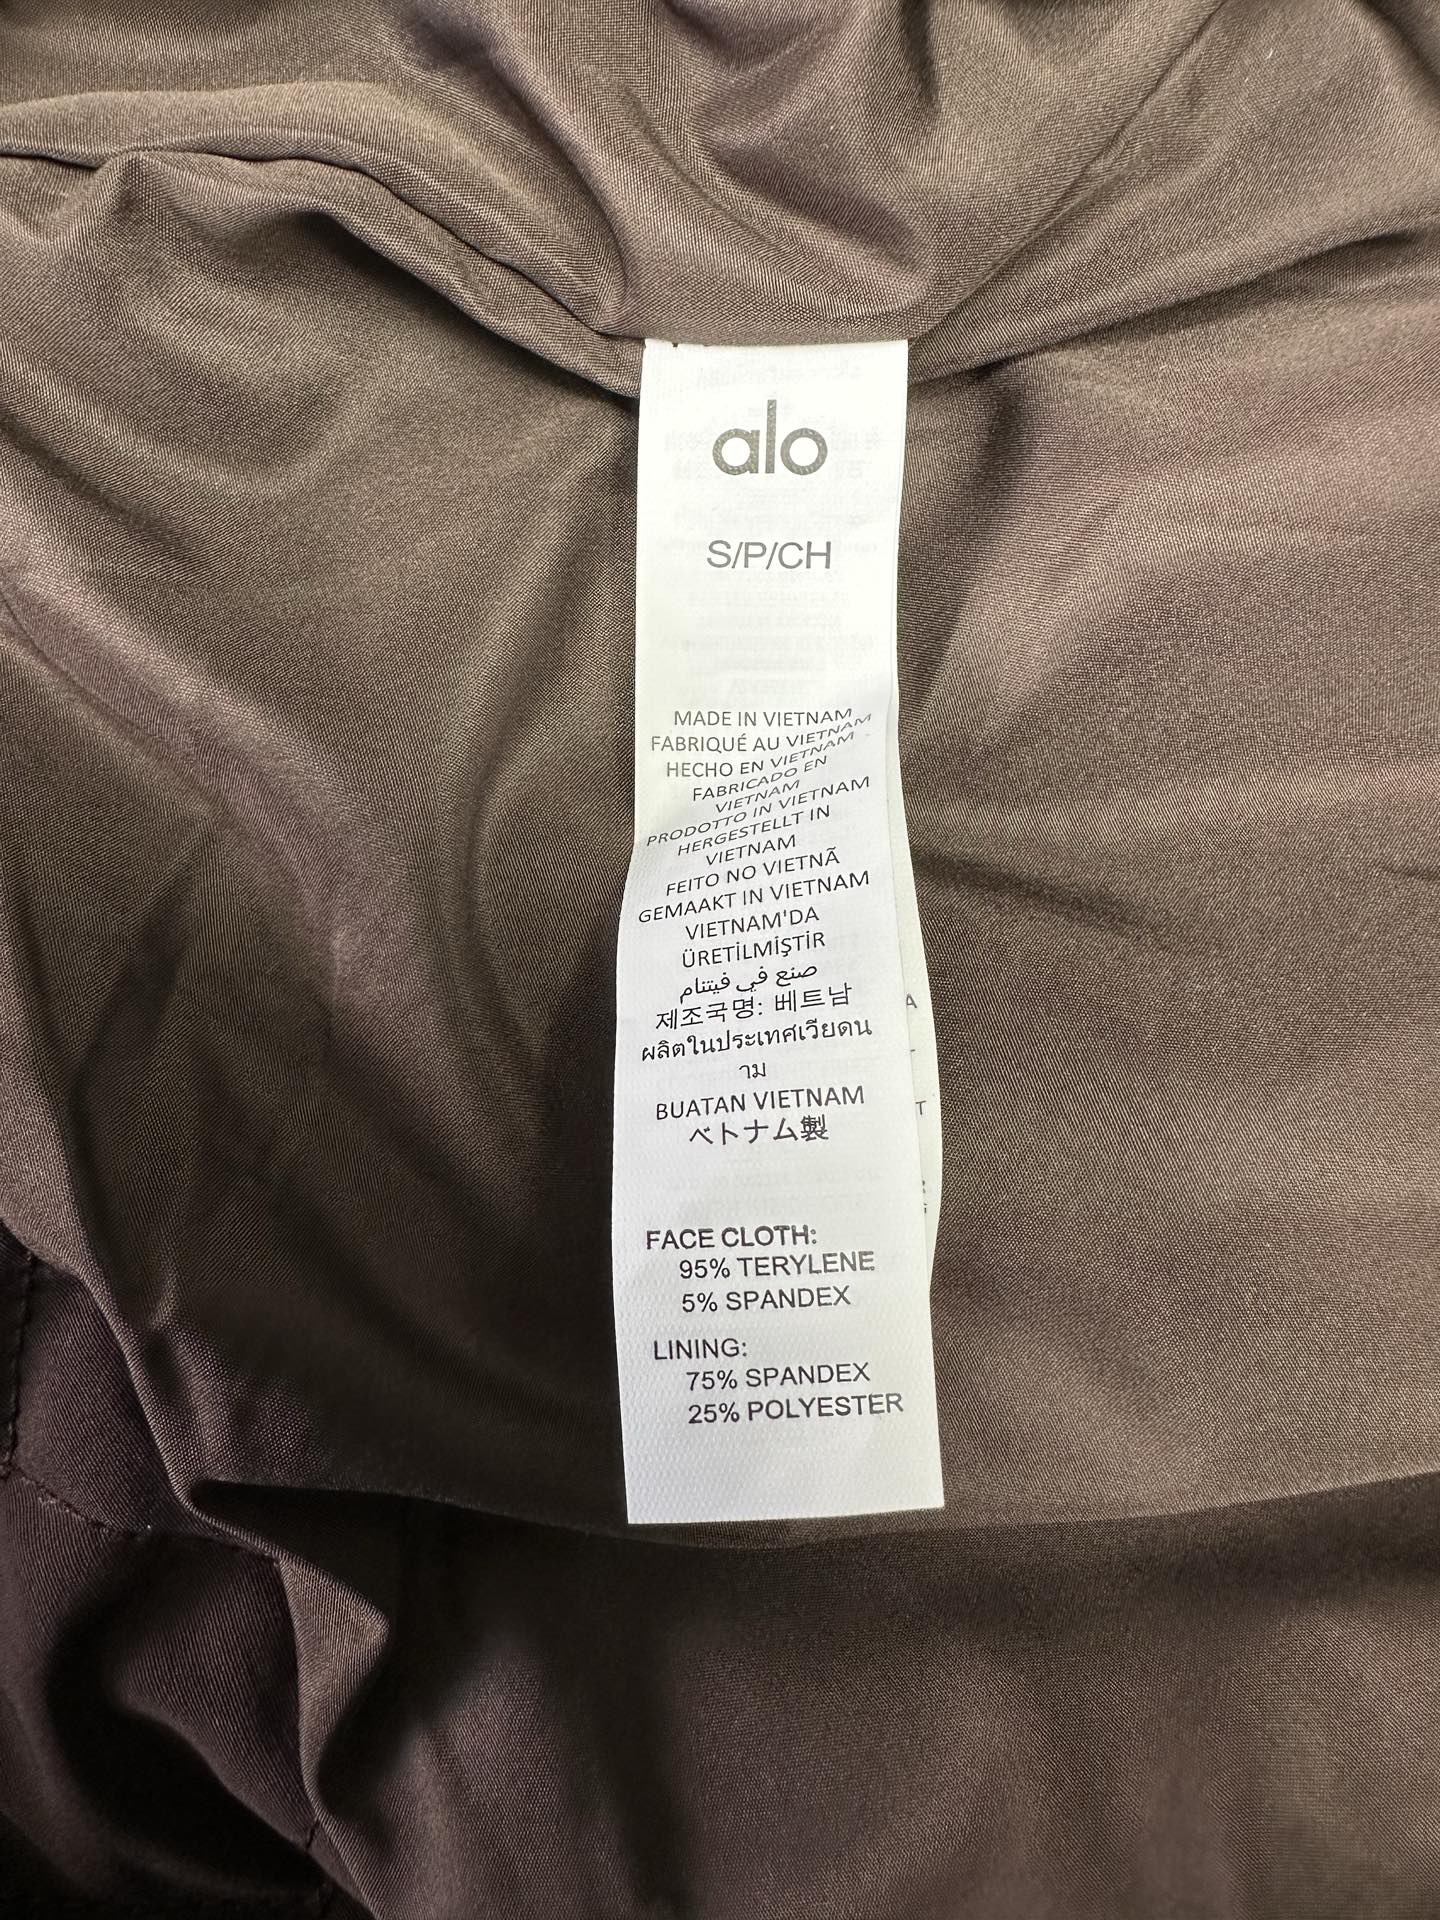 alo
S/P/CH
MADE IN VIETNAM
FABRIQUÉ AU VIETNAM
HECHO EN VIETNAM
FABRICADO EN
VIETNAM
PRODOTTO IN VIETNAM
HERGESTELLT IN
VIETNAM
FEITO NO VIETNÃ
GEMAAKT IN VIETNAM
VIETNAM'DA
ÜRETİLMİŞTİR
صنع في فيتنام
제조국명: 베트남
ผลิตในประเทศเวียดน
าม
BUATAN VIETNAM
ベトナム製
FACE CLOTH:
95% TERYLENE
5% SPANDEX
LINING:
75% SPANDEX
25% POLYESTER